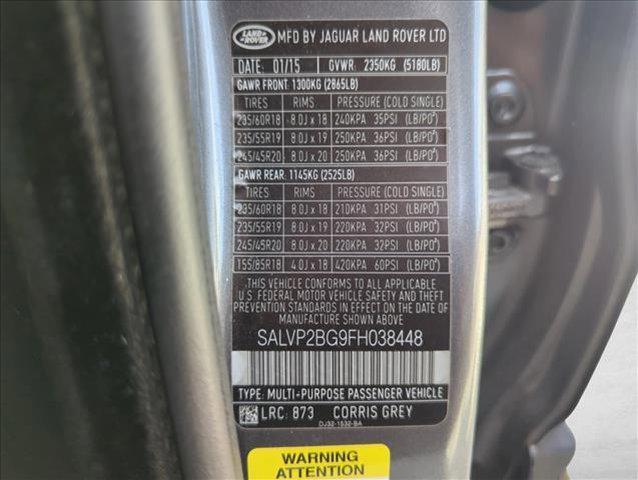 LAND ROVER MFD BY JAGUAR LAND ROVER LTD
DATE: 01/15 GVWR: 2350KG (5180LB)
GAWR FRONT: 1300KG (2865LB)
TIRES RIMS PRESSURE (COLD SINGLE)
235/60R18 8.0J x 18 240KPA 35PSI (LB/PO²)
235/55R19 8.0J x 19 250KPA 36PSI (LB/PO²)
245/45R20 8.0J x 20 250KPA 36PSI (LB/PO²)
GAWR REAR: 1145KG (2525LB)
TIRES RIMS PRESSURE (COLD SINGLE)
235/60R18 8.0J x 18 210KPA 31PSI (LB/PO²)
235/55R19 8.0J x 19 220KPA 32PSI (LB/PO²)
245/45R20 8.0J x 20 220KPA 32PSI (LB/PO²)
155/85R18 4.0J x 18 420KPA 60PSI (LB/PO²)
THIS VEHICLE CONFORMS TO ALL APPLICABLE
U.S. FEDERAL MOTOR VEHICLE SAFETY AND THEFT
PREVENTION STANDARDS IN EFFECT ON THE DATE OF
MANUFACTURE SHOWN ABOVE.
SALVP2BG9FH038448
TYPE: MULTI-PURPOSE PASSENGER VEHICLE
LRC: 873 CORRIS GREY
DJ32-1532-BA
WARNING
ATTENTION